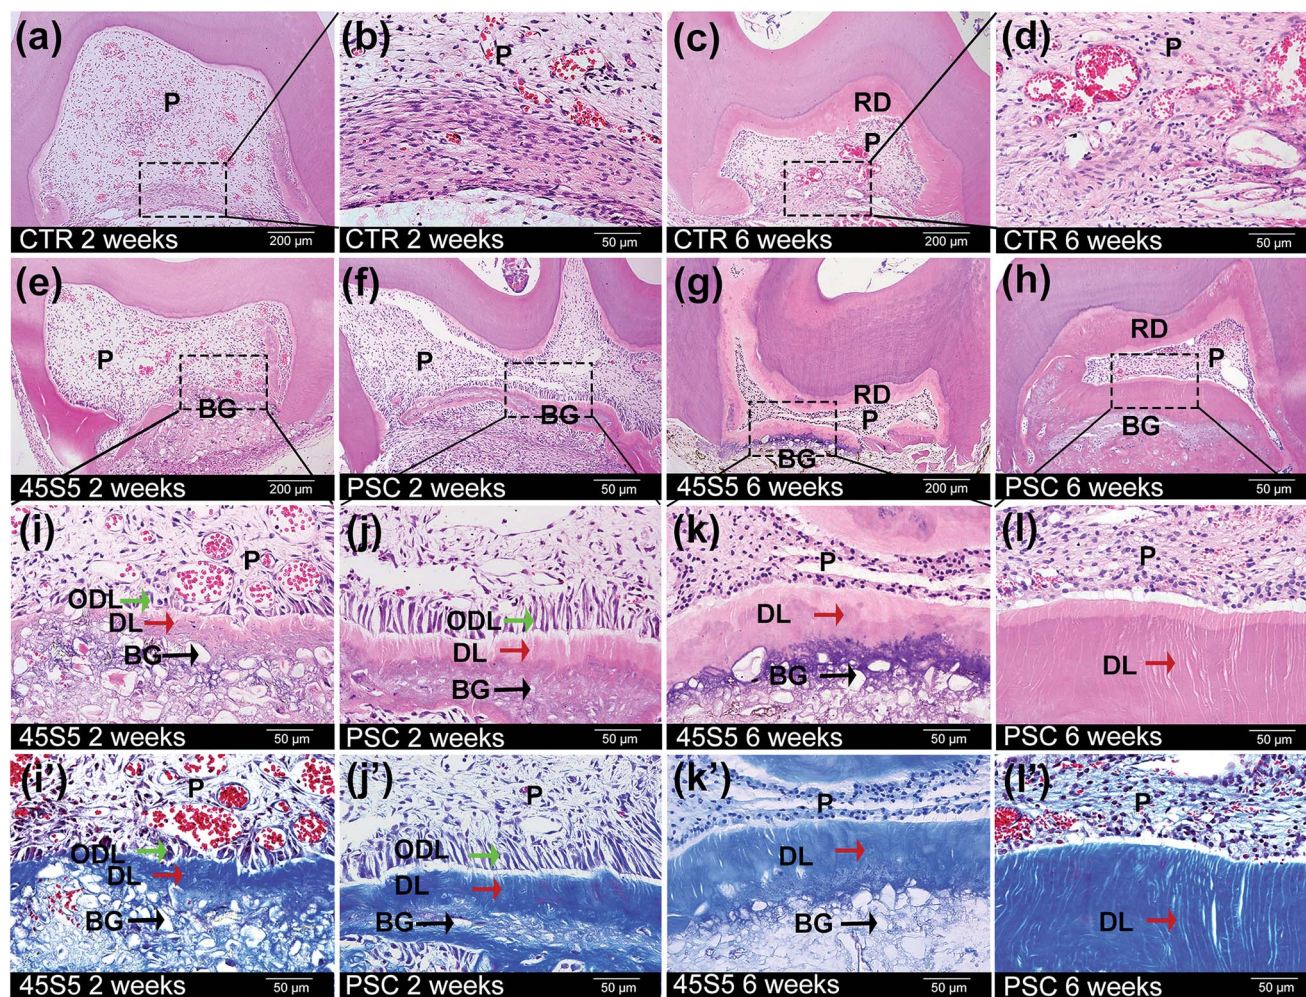 (a)
P
CTR 2 weeks
200 µm
(b)
P
CTR 2 weeks
50 µm
(c)
RD
P
CTR 6 weeks
200 µm
(d)
P
CTR 6 weeks
50 µm
(e)
P
BG
45S5 2 weeks
200 µm
(f)
P
BG
PSC 2 weeks
50 µm
(g)
RD
P
BG
45S5 6 weeks
200 µm
(h)
RD
P
BG
PSC 6 weeks
50 µm
(i)
P
ODL
DL
BG
45S5 2 weeks
50 µm
(j)
ODL
DL
BG
PSC 2 weeks
50 µm
(k)
P
DL
BG
45S5 6 weeks
50 µm
(l)
P
DL
PSC 6 weeks
50 µm
(i')
P
ODL
DL
BG
45S5 2 weeks
50 µm
(j')
P
ODL
DL
BG
PSC 2 weeks
50 µm
(k')
P
DL
BG
45S5 6 weeks
50 µm
(l')
P
DL
PSC 6 weeks
50 µm